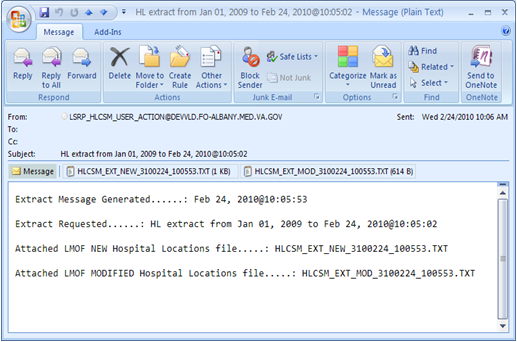 HL extract from Jan 01, 2009 to Feb 24, 2010@10:05:02 - Message (Plain Text)
Message Add-Ins
Reply
Reply to All
Forward
Respond
Delete
Move to Folder
Create Rule
Other Actions
Actions
Block Sender
Safe Lists
Not Junk
Junk E-mail
Categorize
Mark as Unread
Options
Find
Related
Select
Find
Send to OneNote
OneNote
From: LSRP_HLCSM_USER_ACTION@DEVVLD.FO-ALBANY.MED.VA.GOV Sent: Wed 2/24/2010 10:06 AM
To:
Cc:
Subject: HL extract from Jan 01, 2009 to Feb 24, 2010@10:05:02
Message HLCSM_EXT_NEW_3100224_100553.TXT (1 KB) HLCSM_EXT_MOD_3100224_100553.TXT (614 B)
Extract Message Generated......: Feb 24, 2010@10:05:53
Extract Requested......: HL extract from Jan 01, 2009 to Feb 24, 2010@10:05:02
Attached LMOF NEW Hospital Locations file.....: HLCSM_EXT_NEW_3100224_100553.TXT
Attached LMOF MODIFIED Hospital Locations file.....: HLCSM_EXT_MOD_3100224_100553.TXT